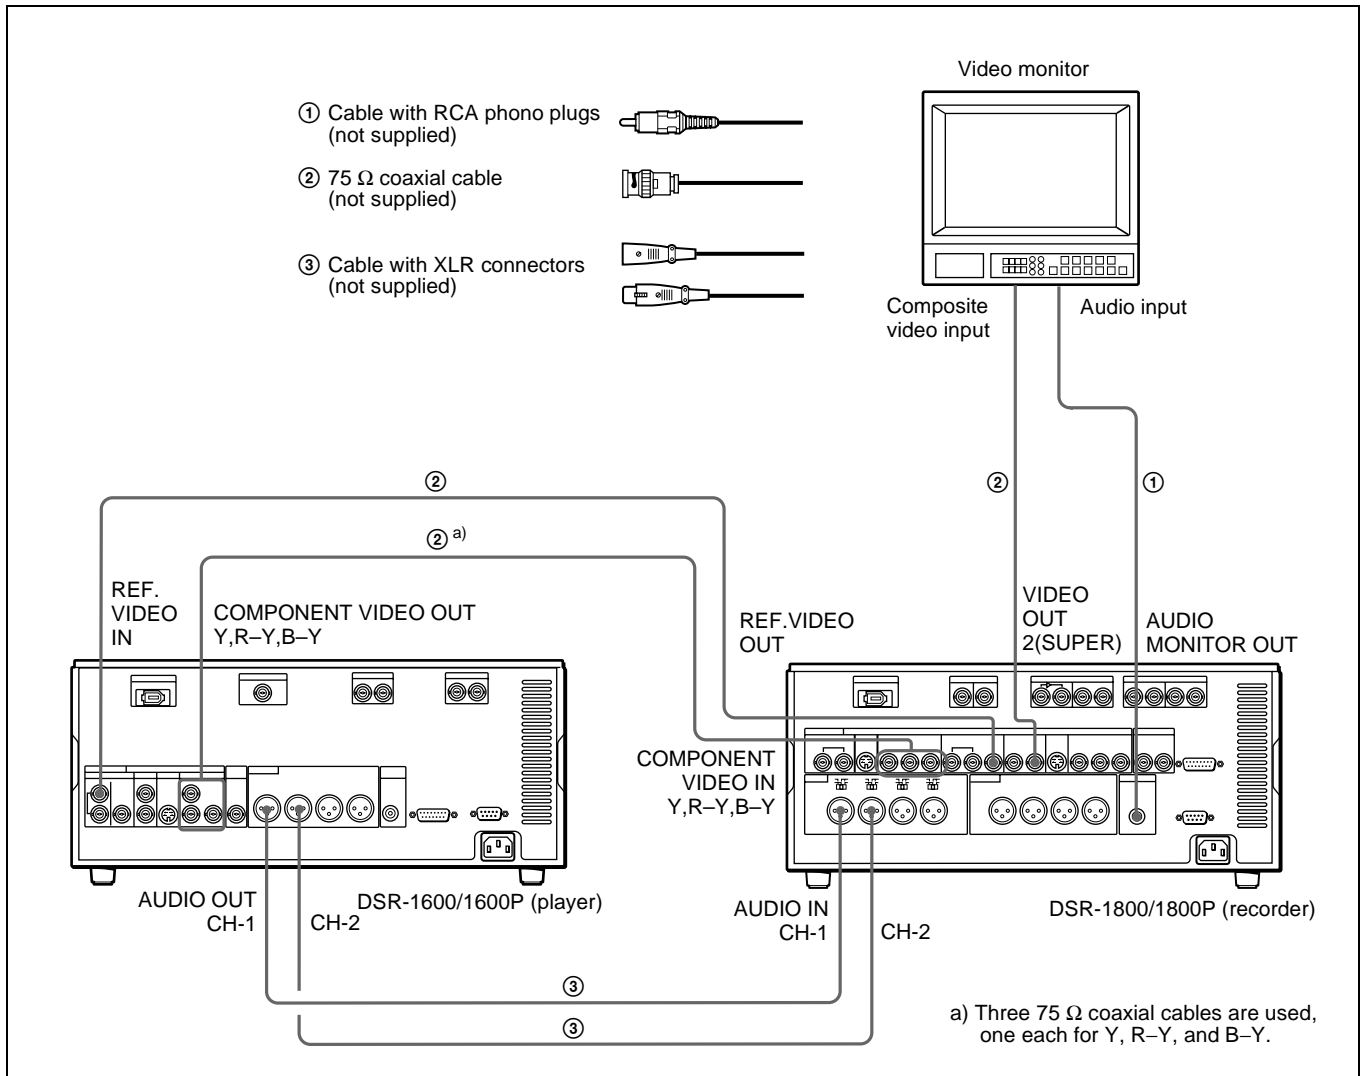 Video monitor
① Cable with RCA phono plugs
(not supplied)
② 75 Ω coaxial cable
(not supplied)
③ Cable with XLR connectors
(not supplied)
Composite
video input
Audio input
②
② a)
②
①
REF.
VIDEO
IN
COMPONENT VIDEO OUT
Y,R–Y,B–Y
REF.VIDEO
OUT
VIDEO
OUT
2(SUPER)
AUDIO
MONITOR OUT
COMPONENT
VIDEO IN
Y,R–Y,B–Y
AUDIO OUT
CH-1
CH-2
DSR-1600/1600P (player)
AUDIO IN
CH-1
CH-2
DSR-1800/1800P (recorder)
③
③
a) Three 75 Ω coaxial cables are used,
one each for Y, R–Y, and B–Y.